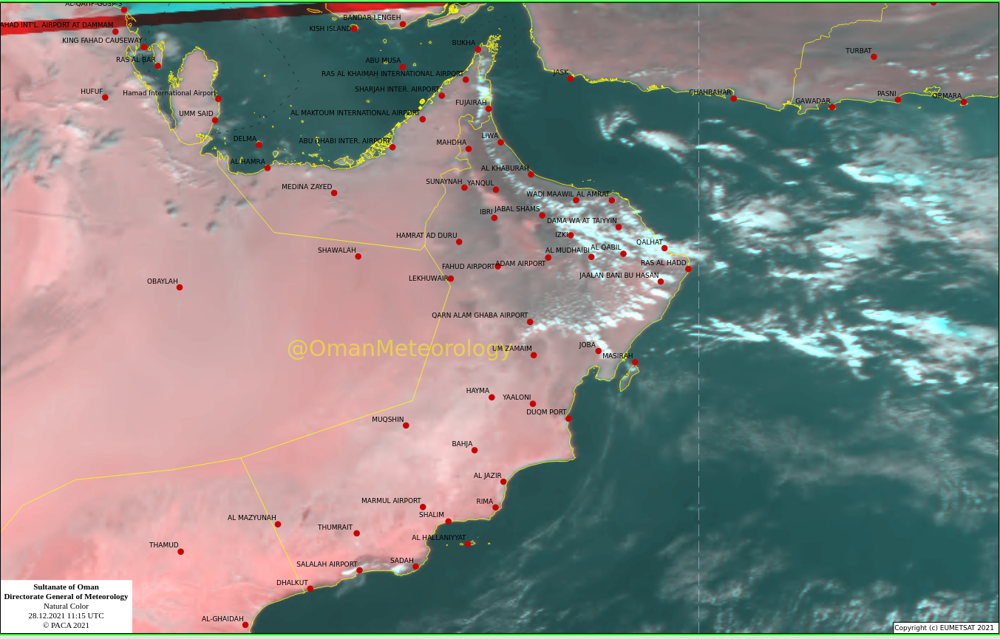 AL-QATIF-GOSP-3
BANDAR LENGEH
AHAD INT'L. AIRPORT AT DAMMAM
KISH ISLAND
KING FAHAD CAUSEWAY
BUKHA
TURBAT
RAS AL BAR
ABU MUSA
RAS AL KHAIMAH INTERNATIONAL AIRPORT
JASK
HUFUF
Hamad International Airport
SHARJAH INTER. AIRPORT
CHAHBAHAR
PASNI
ORMARA
FUJAIRAH
GAWADAR
UMM SAID
AL MAKTOUM INTERNATIONAL AIRPORT
DELMA
ABU DHABI INTER. AIRPORT
MAHDHA
LIWA
AL HAMRA
AL KHABURAH
MEDINA ZAYED
SUNAYNAH
YANQUL
WADI MAAWIL
AL AMRAT
IBRI
JABAL SHAMS
DAMA WA AT TAIYYIN
HAMRAT AD DURU
IZKI
QALHAT
SHAWALAH
AL MUDHAIBI
AL QABIL
FAHUD AIRPORT
ADAM AIRPORT
RAS AL HADD
OBAYLAH
LEKHUWAIR
JAALAN BANI BU HASAN
QARN ALAM GHABA AIRPORT
@OmanMeteorology
UM ZAMAIM
JOBA
MASIRAH
HAYMA
YAALONI
DUQM PORT
MUQSHIN
BAHJA
AL JAZIR
MARMUL AIRPORT
RIMA
AL MAZYUNAH
SHALIM
THUMRAIT
AL HALLANIYYAT
THAMUD
SALALAH AIRPORT
SADAH
DHALKUT
AL-GHAIDAH
Sultanate of Oman
Directorate General of Meteorology
Natural Color
28.12.2021 11:15 UTC
© PACA 2021
Copyright (c) EUMETSAT 2021